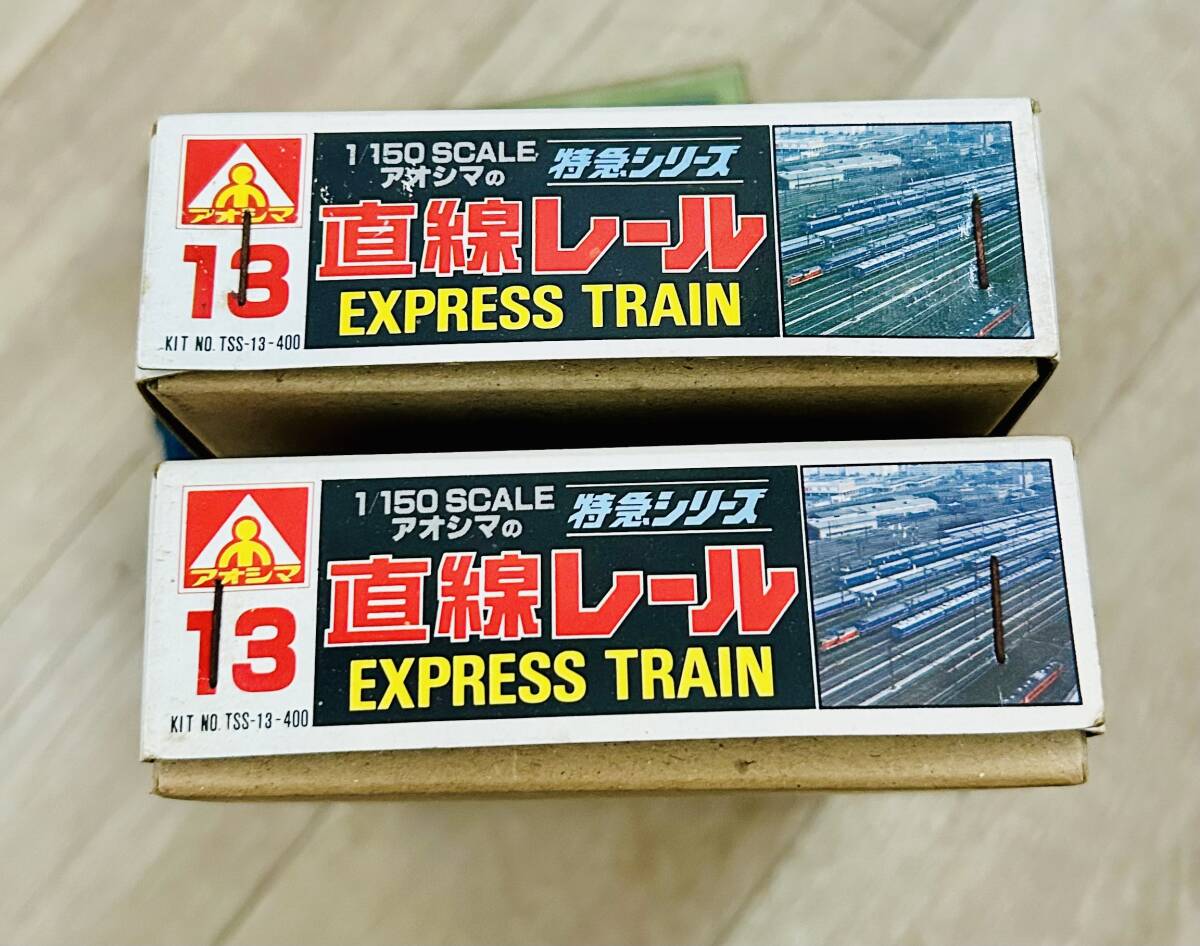 アオシマ
13
KIT NO. TSS-13-400
1/150 SCALE
アオシマの
特急シリーズ
直線レール
EXPRESS TRAIN
アオシマ
13
KIT NO. TSS-13-400
1/150 SCALE
アオシマの
特急シリーズ
直線レール
EXPRESS TRAIN